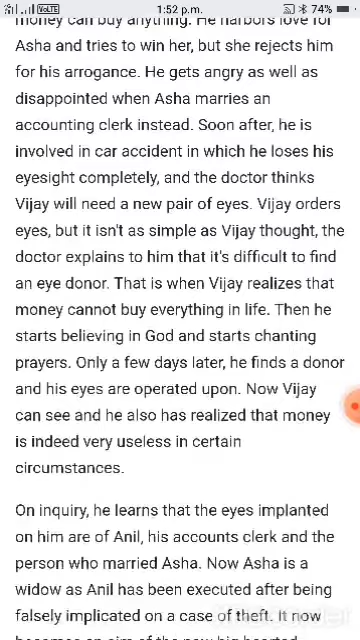 VoLTE 1:52 p.m. 74%
money can buy anything. He harbors love for
Asha and tries to win her, but she rejects him
for his arrogance. He gets angry as well as
disappointed when Asha marries an
accounting clerk instead. Soon after, he is
involved in car accident in which he loses his
eyesight completely, and the doctor thinks
Vijay will need a new pair of eyes. Vijay orders
eyes, but it isn't as simple as Vijay thought, the
doctor explains to him that it's difficult to find
an eye donor. That is when Vijay realizes that
money cannot buy everything in life. Then he
starts believing in God and starts chanting
prayers. Only a few days later, he finds a donor
and his eyes are operated upon. Now Vijay
can see and he also has realized that money
is indeed very useless in certain
circumstances.
On inquiry, he learns that the eyes implanted
on him are of Anil, his accounts clerk and the
person who married Asha. Now Asha is a
widow as Anil has been executed after being
falsely implicated on a case of theft. It now
becomes an aim of the now big hearted